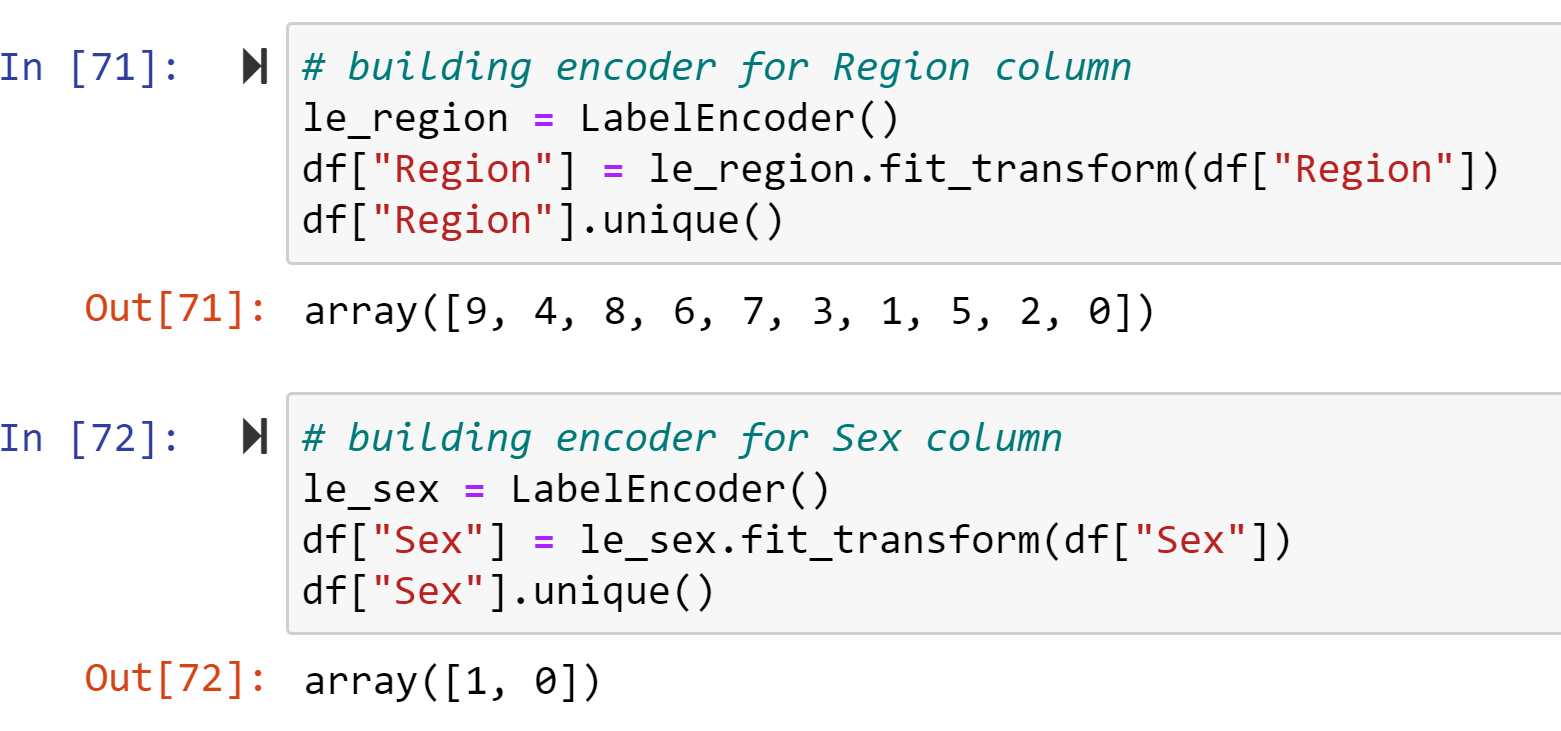 In [71]: # building encoder for Region column
le_region = LabelEncoder()
df["Region"] = le_region.fit_transform(df["Region"])
df["Region"].unique()
Out[71]: array([9, 4, 8, 6, 7, 3, 1, 5, 2, 0])
In [72]: # building encoder for Sex column
le_sex = LabelEncoder()
df["Sex"] = le_sex.fit_transform(df["Sex"])
df["Sex"].unique()
Out[72]: array([1, 0])